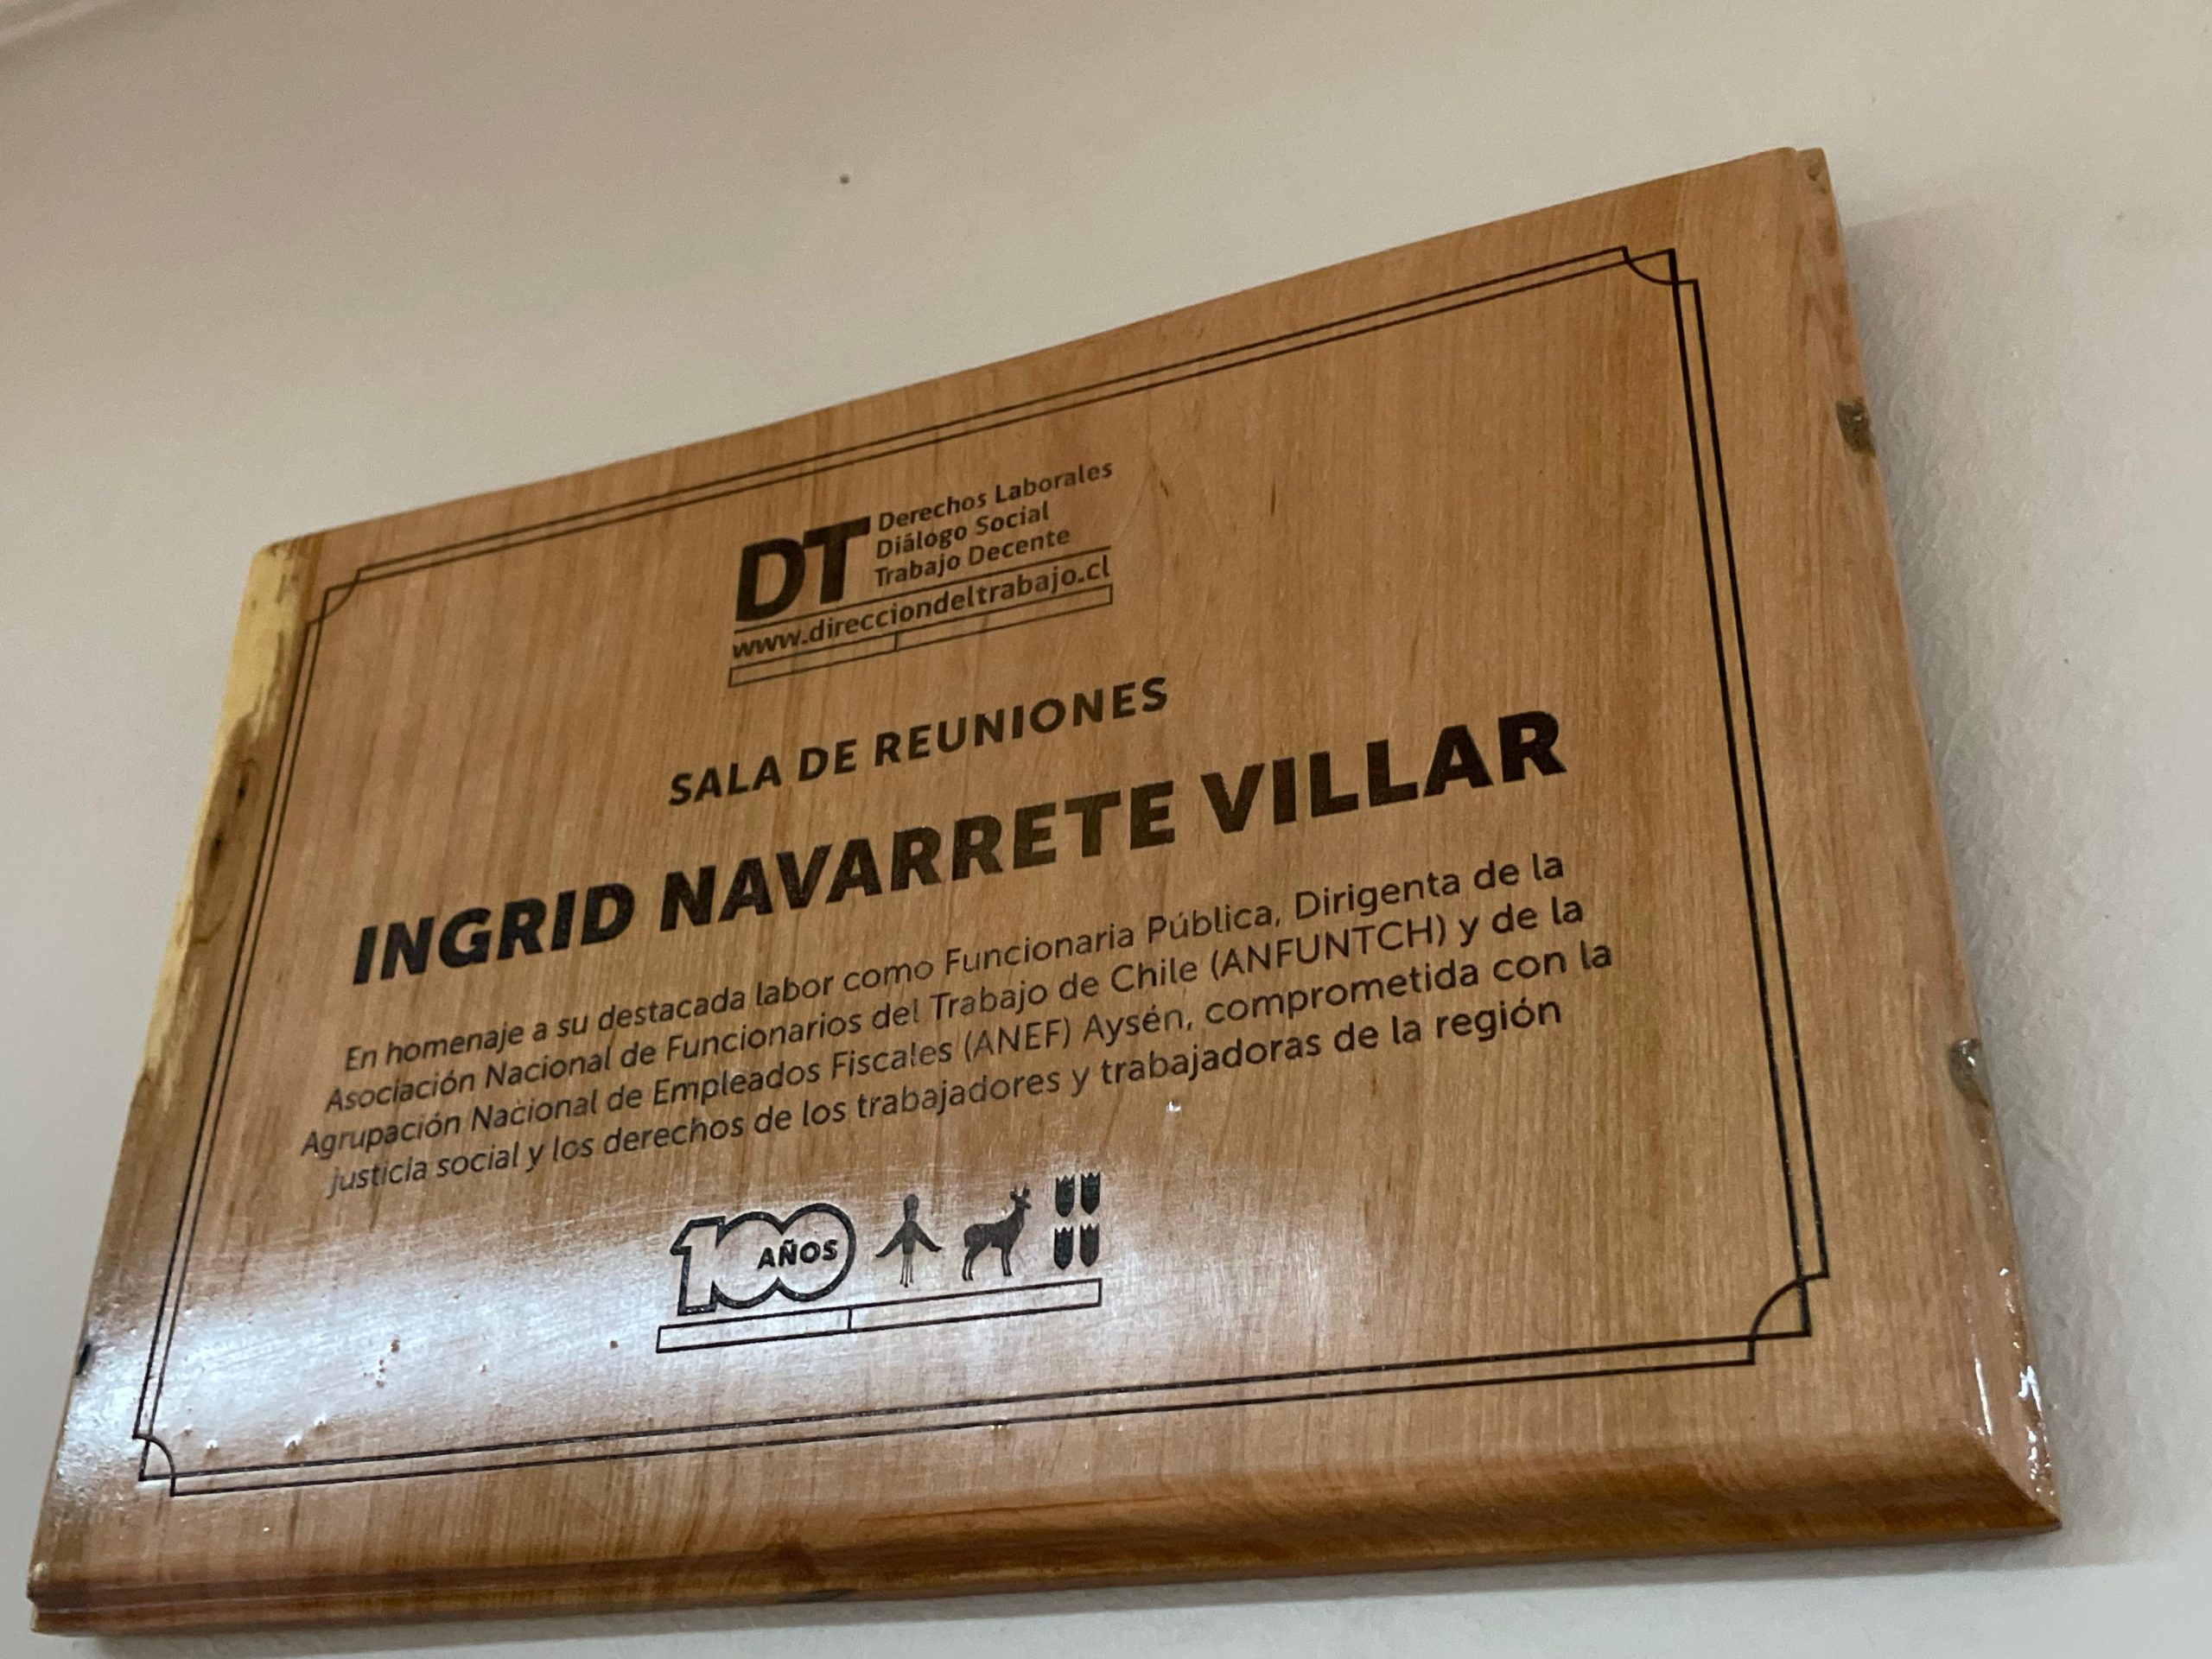 DT
Derechos Laborales
Diálogo Social
Trabajo Decente
www.direcciondeltrabajo.cl
SALA DE REUNIONES
INGRID NAVARRETE VILLAR
En homenaje a su destacada labor como Funcionaria Pública, Dirigenta de la
Asociación Nacional de Funcionarios del Trabajo de Chile (ANFUNTCH) y de la
Agrupación Nacional de Empleados Fiscales (ANEF) Aysén, comprometida con la
justicia social y los derechos de los trabajadores y trabajadoras de la región
100 AÑOS